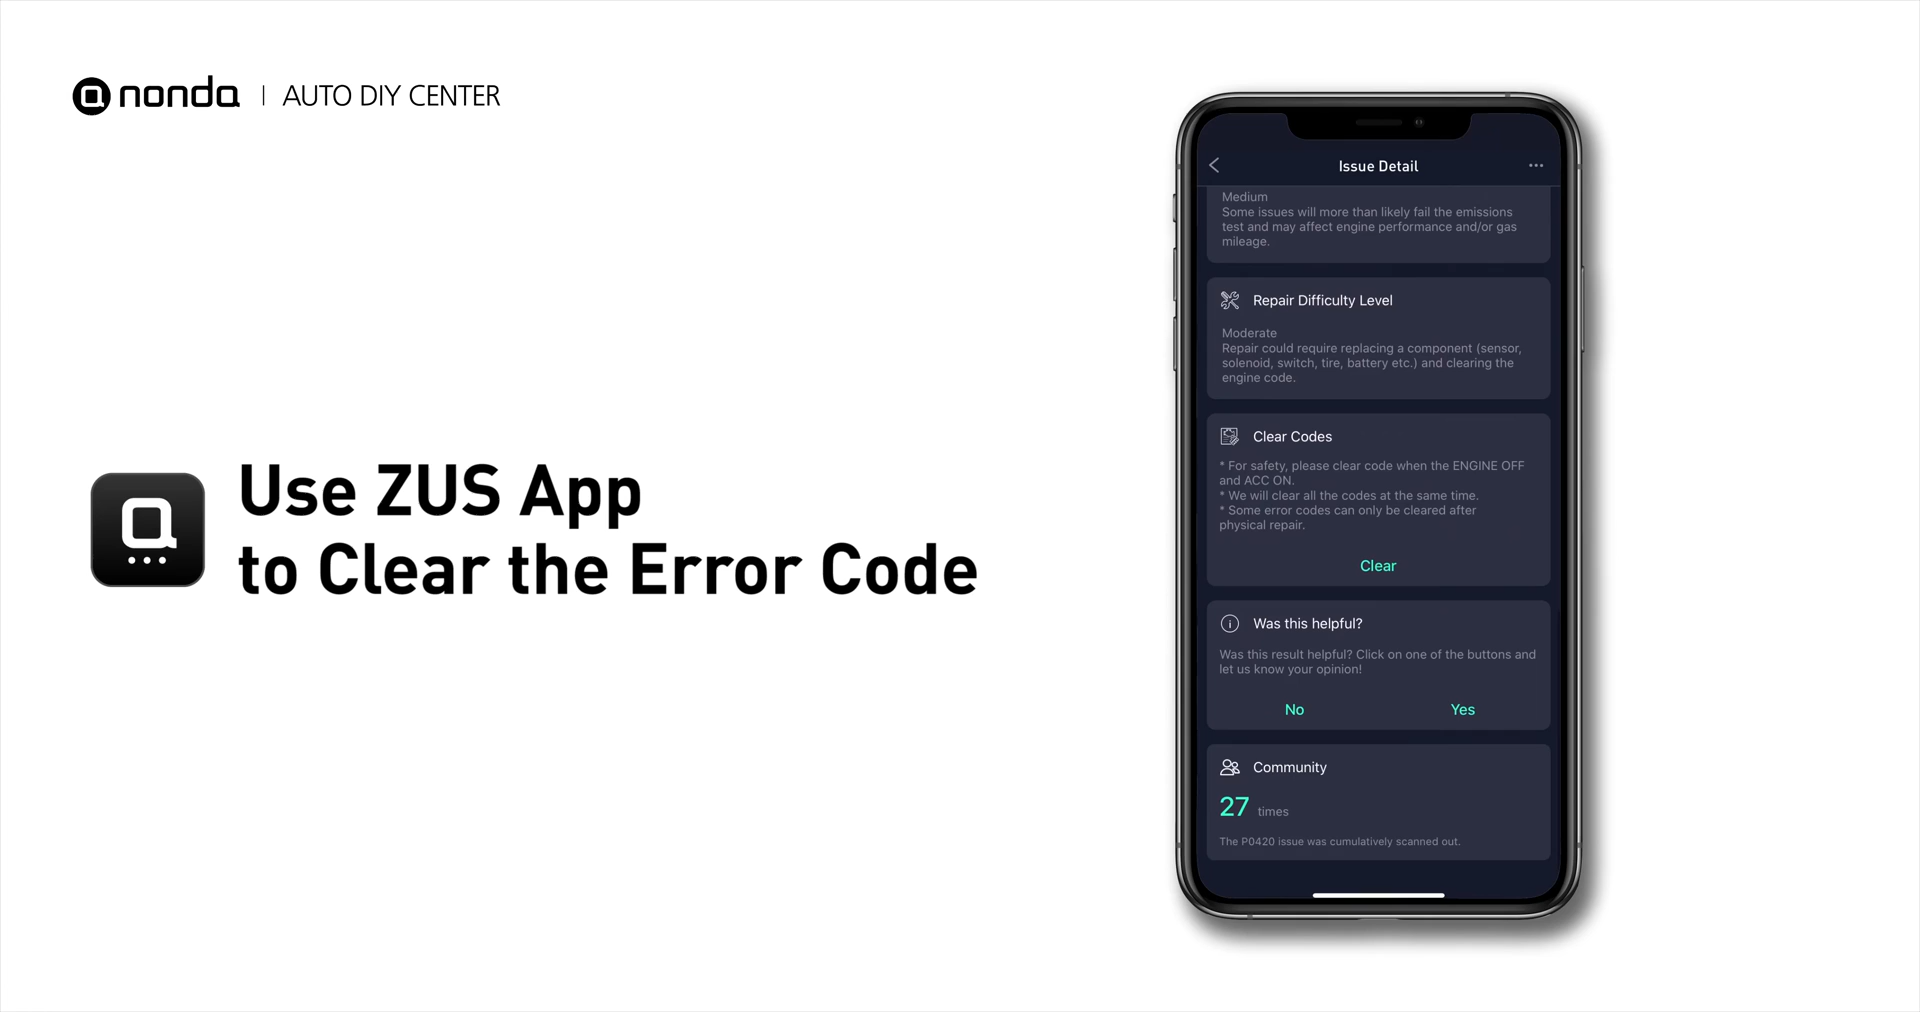 nonda | AUTO DIY CENTER
Use ZUS App
to Clear the Error Code
Issue Detail
Medium
Some issues will more than likely fail the emissions
test and may affect engine performance and/or gas
mileage.
Repair Difficulty Level
Moderate
Repair could require replacing a component (sensor,
solenoid, switch, tire, battery etc.) and clearing the
engine code.
Clear Codes
* For safety, please clear code when the ENGINE OFF
and ACC ON.
* We will clear all the codes at the same time.
* Some error codes can only be cleared after
physical repair.
Clear
Was this helpful?
Was this result helpful? Click on one of the buttons and
let us know your opinion!
No Yes
Community
27 times
The P0420 issue was cumulatively scanned out.